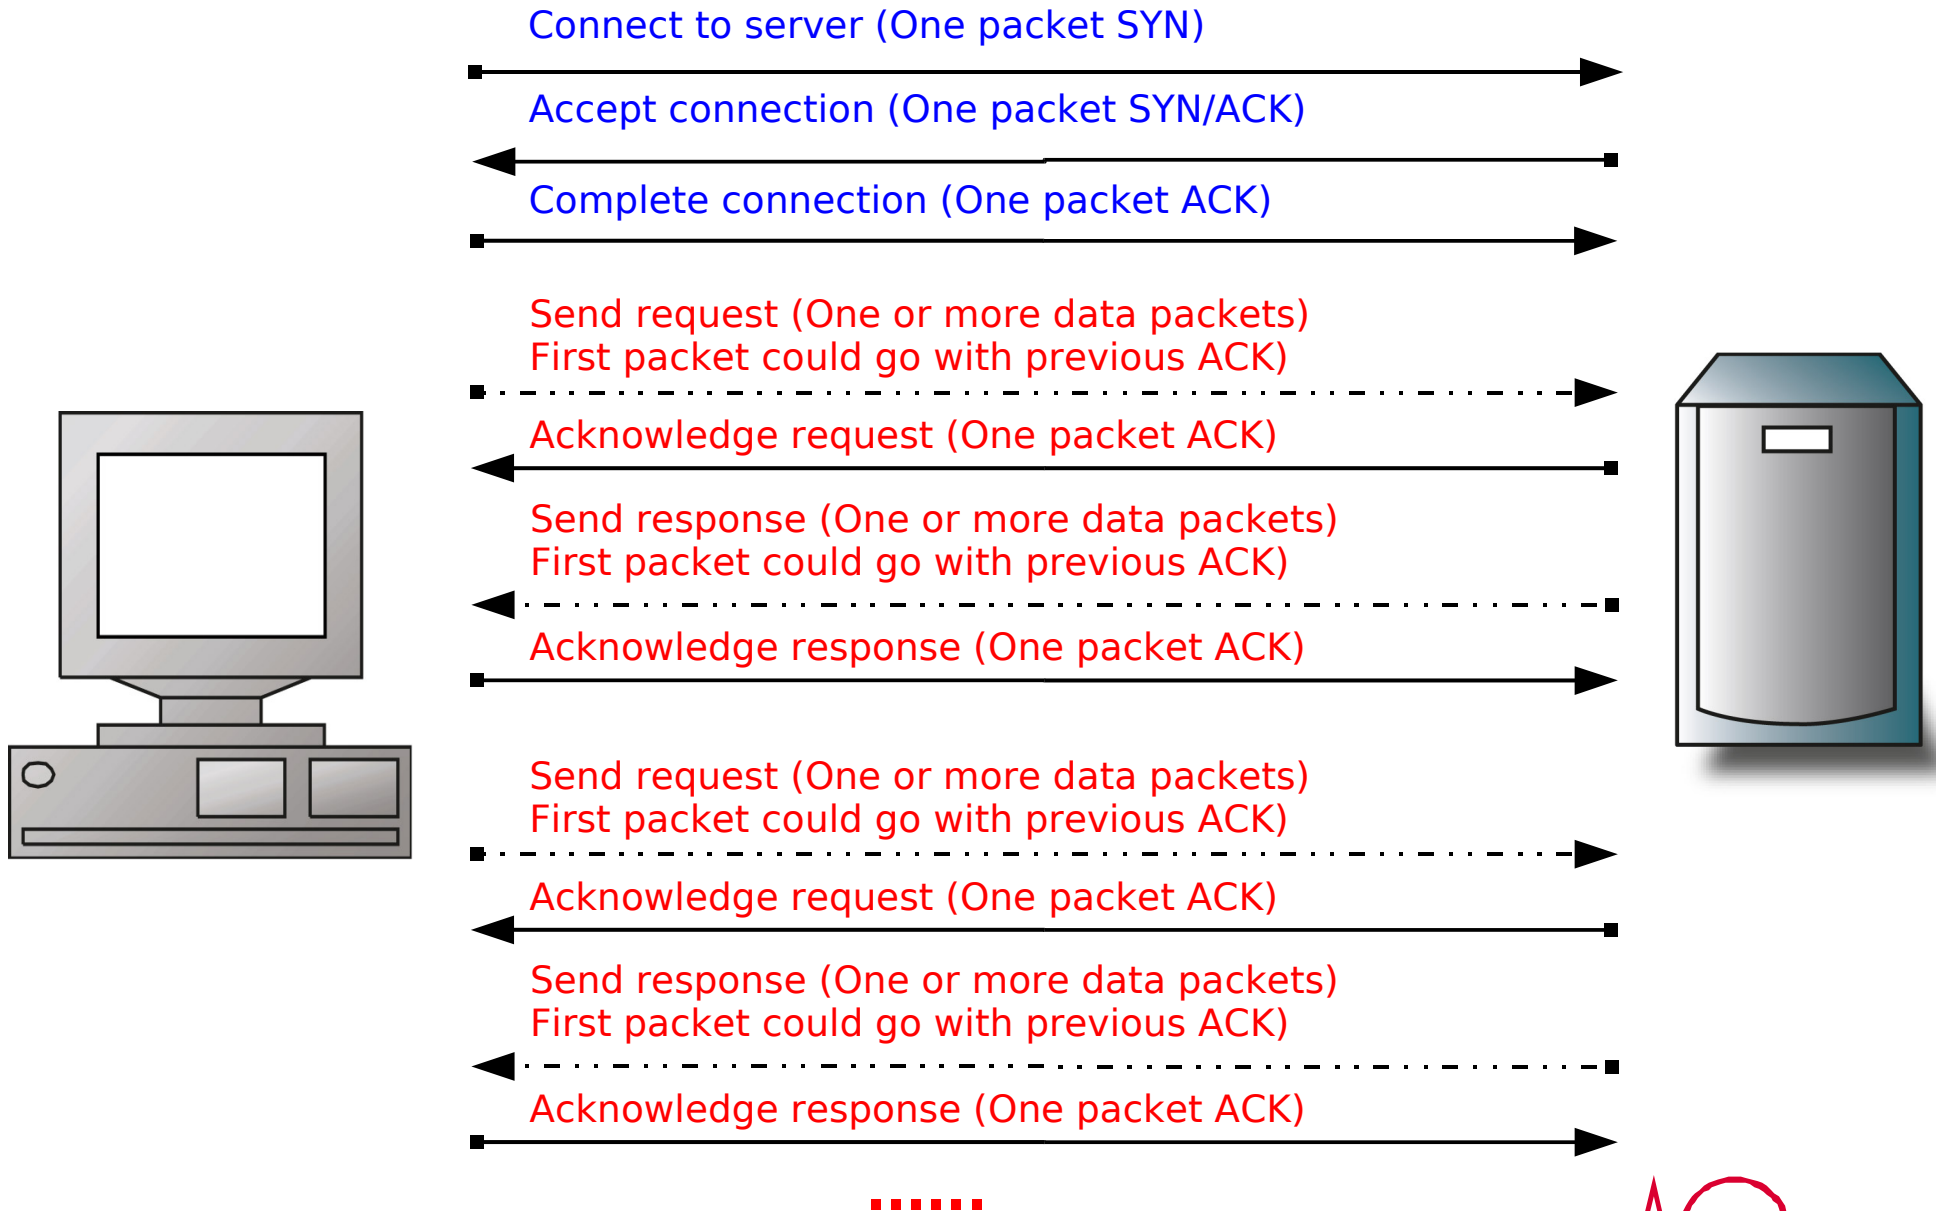 Connect to server (One packet SYN)
Accept connection (One packet SYN/ACK)
Complete connection (One packet ACK)
Send request (One or more data packets)
First packet could go with previous ACK)
Acknowledge request (One packet ACK)
Send response (One or more data packets)
First packet could go with previous ACK)
Acknowledge response (One packet ACK)
Send request (One or more data packets)
First packet could go with previous ACK)
Acknowledge request (One packet ACK)
Send response (One or more data packets)
First packet could go with previous ACK)
Acknowledge response (One packet ACK)
......